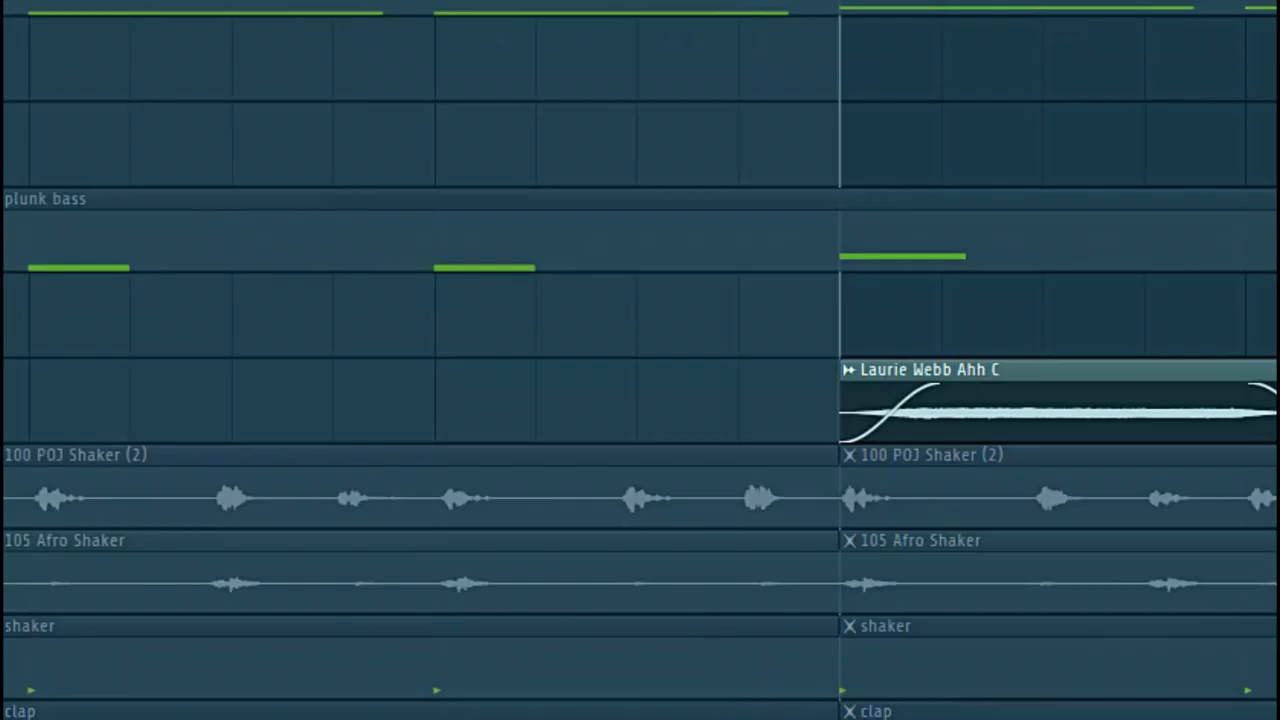 plunk bass
Laurie Webb Ahh C
100 POJ Shaker (2) 100 POJ Shaker (2)
105 Afro Shaker 105 Afro Shaker
shaker shaker
clap clap